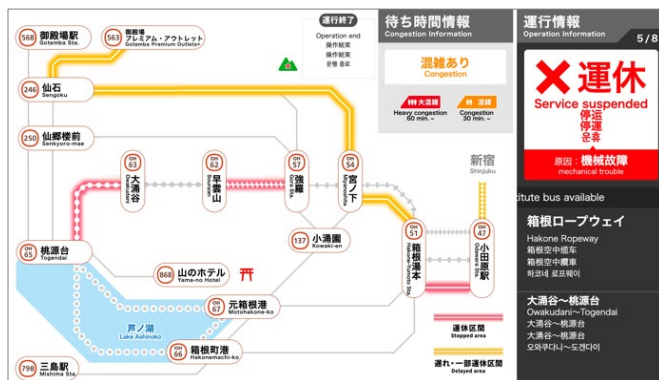 568
御殿場駅
Gotemba Sta.
563
御殿場
プレミアム・アウトレット
Gotemba Premium Outlets®
運行終了
Operation end
操作結束
操作結束
운행 종료
246
仙石
Sengoku
250
仙郷楼前
Senkyoro-mae
OH
63
大涌谷
Owakudani
OH
62
早雲山
Sounzan
OH
57
強羅
Gora Sta.
OH
54
宮ノ下
Miyanoshita
新宿
Shinjuku
OH
65
桃源台
Togendai
137
小涌園
Kowaki-en
OH
51
箱根湯本
Hakone-Yumoto Sta.
OH
47
小田原駅
Odawara Sta.
868
山のホテル
Yama-no Hotel
OH
67
元箱根港
Motohakone-ko
芦ノ湖
Lake Ashinoko
OH
66
箱根町港
Hakonemachi-ko
798
三島駅
Mishima Sta.
運休区間
Stopped area
遅れ・一部運休区間
Delayed area
待ち時間情報
Congestion Information
混雑あり
Congestion
大混雑
Heavy congestion
60 min. ~
混雑
Congestion
30 min. ~
運行情報
Operation Information
5/8
運休
Service suspended
停运
停運
운휴
原因：機械故障
mechanical trouble
titute bus available
箱根ロープウェイ
Hakone Ropeway
箱根空中缆车
箱根空中纜車
하코네 로프웨이
大涌谷～桃源台
Owakudani～Togendai
大涌谷～桃源台
大涌谷～桃源台
오와쿠다니～도겐다이